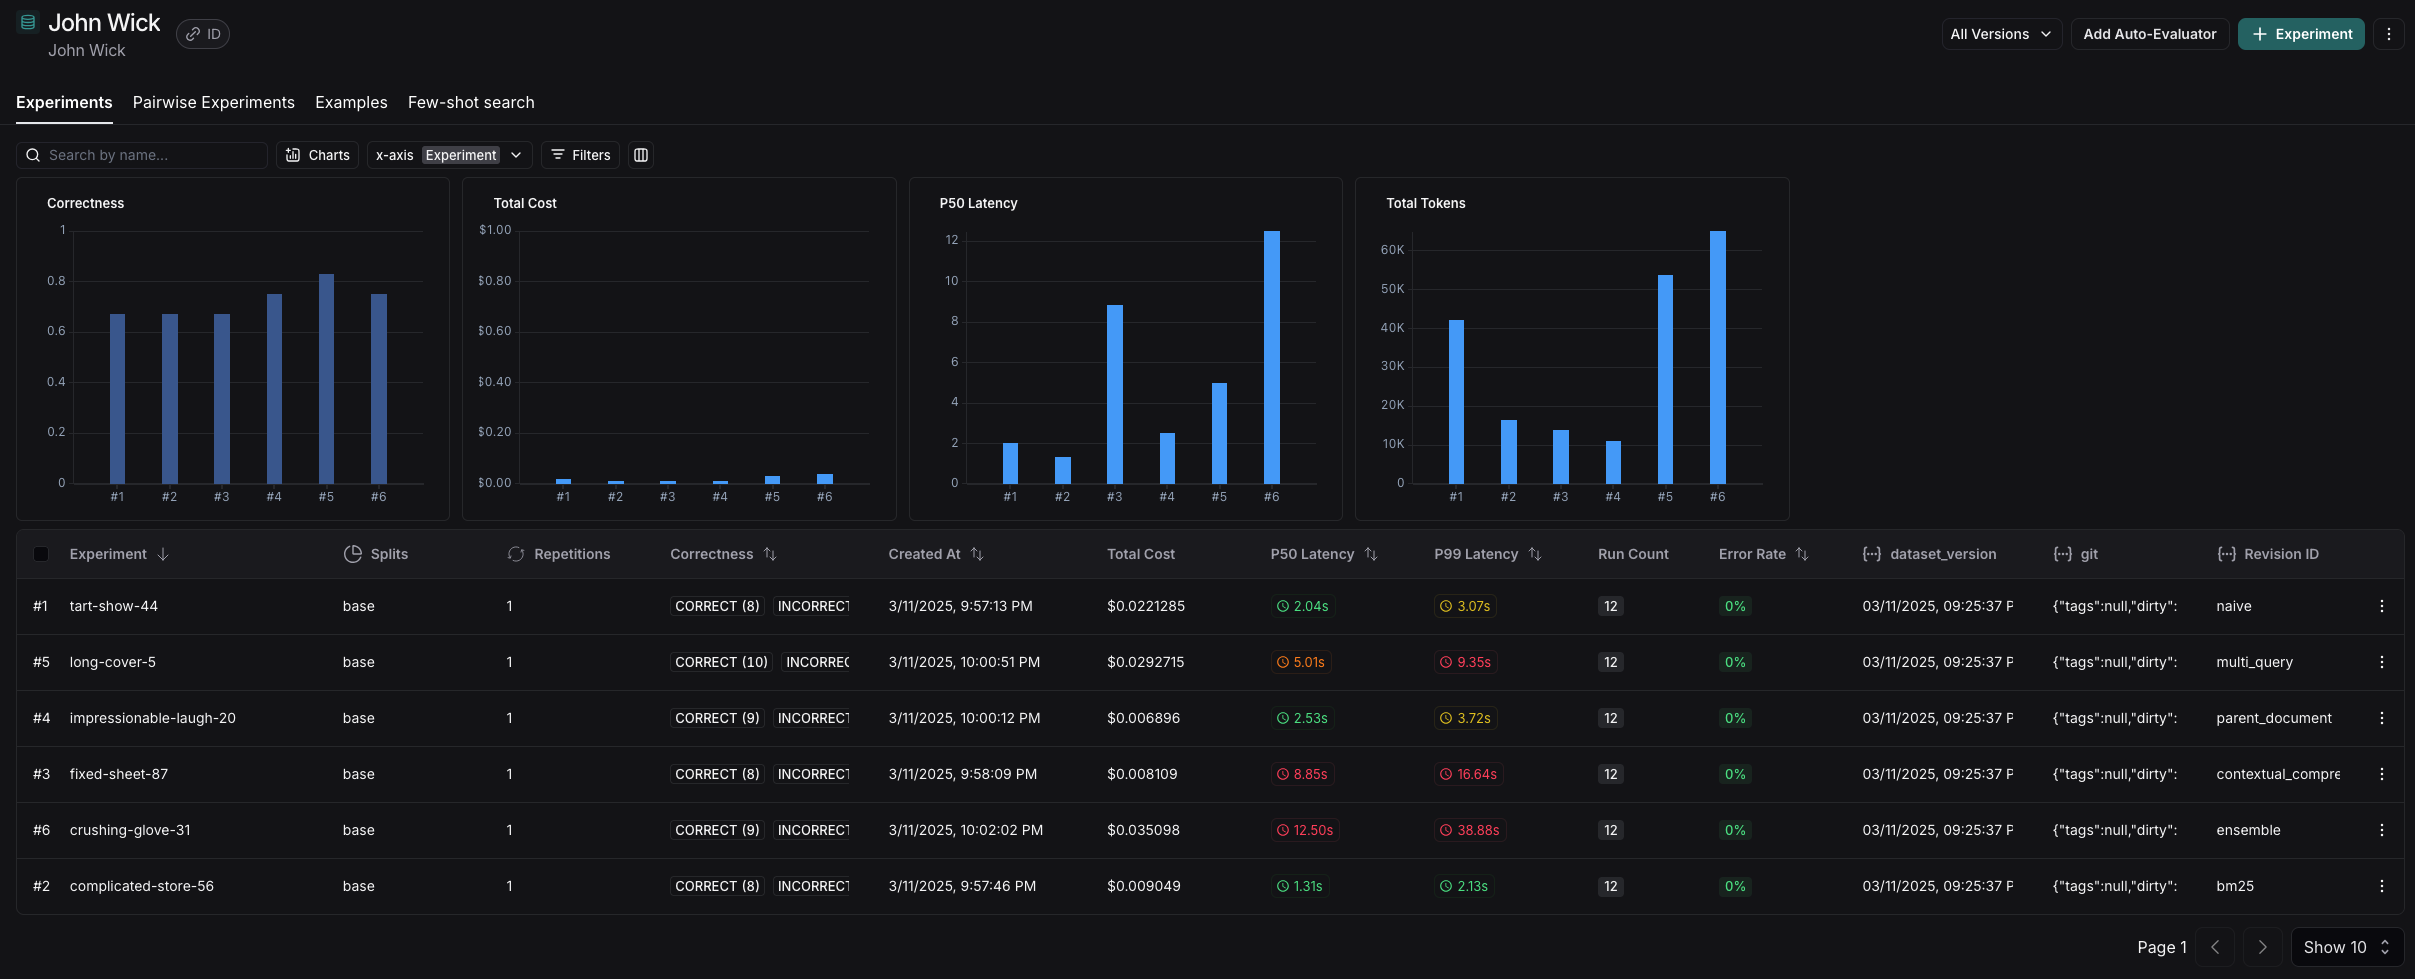 John Wick
ID
John Wick
All Versions
Add Auto-Evaluator
+ Experiment
Experiments Pairwise Experiments Examples Few-shot search
Search by name...
Charts
x-axis Experiment
Filters
Correctness
1
0.8
0.6
0.4
0.2
0
#1 #2 #3 #4 #5 #6
Total Cost
$1.00
$0.80
$0.60
$0.40
$0.20
$0.00
#1 #2 #3 #4 #5 #6
P50 Latency
12
10
8
6
4
2
0
#1 #2 #3 #4 #5 #6
Total Tokens
60K
50K
40K
30K
20K
10K
0
#1 #2 #3 #4 #5 #6
Experiment Splits Repetitions Correctness Created At Total Cost P50 Latency P99 Latency Run Count Error Rate dataset_version git Revision ID
#1 tart-show-44 base 1 CORRECT (8) INCORRECT 3/11/2025, 9:57:13 PM $0.0221285 2.04s 3.07s 12 0% 03/11/2025, 09:25:37 P {"tags":null,"dirty": naive
#5 long-cover-5 base 1 CORRECT (10) INCORREC 3/11/2025, 10:00:51 PM $0.0292715 5.01s 9.35s 12 0% 03/11/2025, 09:25:37 P {"tags":null,"dirty": multi_query
#4 impressionable-laugh-20 base 1 CORRECT (9) INCORRECT 3/11/2025, 10:00:12 PM $0.006896 2.53s 3.72s 12 0% 03/11/2025, 09:25:37 P {"tags":null,"dirty": parent_document
#3 fixed-sheet-87 base 1 CORRECT (8) INCORRECT 3/11/2025, 9:58:09 PM $0.008109 8.85s 16.64s 12 0% 03/11/2025, 09:25:37 P {"tags":null,"dirty": contextual_compre
#6 crushing-glove-31 base 1 CORRECT (9) INCORRECT 3/11/2025, 10:02:02 PM $0.035098 12.50s 38.88s 12 0% 03/11/2025, 09:25:37 P {"tags":null,"dirty": ensemble
#2 complicated-store-56 base 1 CORRECT (8) INCORRECT 3/11/2025, 9:57:46 PM $0.009049 1.31s 2.13s 12 0% 03/11/2025, 09:25:37 P {"tags":null,"dirty": bm25
Page 1
Show 10